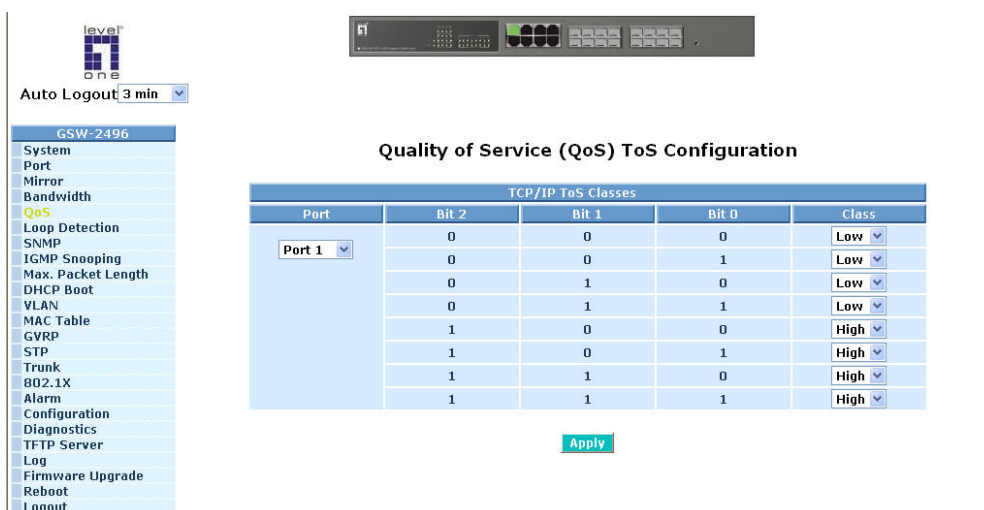 level
one
Auto Logout 3 min
GSW-2496
System
Port
Mirror
Bandwidth
QoS
Loop Detection
SNMP
IGMP Snooping
Max. Packet Length
DHCP Boot
VLAN
MAC Table
GVRP
STP
Trunk
802.1X
Alarm
Configuration
Diagnostics
TFTP Server
Log
Firmware Upgrade
Reboot
Logout
Quality of Service (QoS) ToS Configuration
TCP/IP ToS Classes
Port Bit 2 Bit 1 Bit 0 Class
Port 1 0 0 0 Low
0 0 1 Low
0 1 0 Low
0 1 1 Low
1 0 0 High
1 0 1 High
1 1 0 High
1 1 1 High
Apply